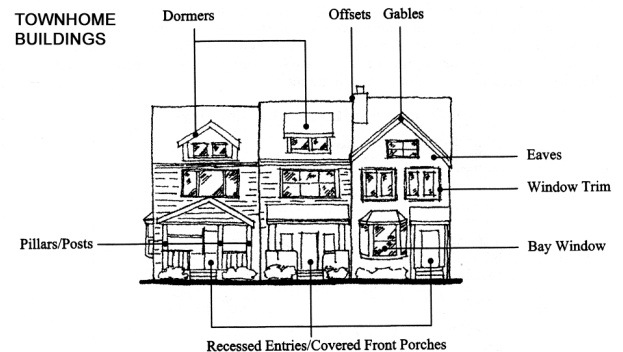 TOWNHOME
BUILDINGS
Dormers
Offsets
Gables
Eaves
Window Trim
Pillars/Posts
Bay Window
Recessed Entries/Covered Front Porches